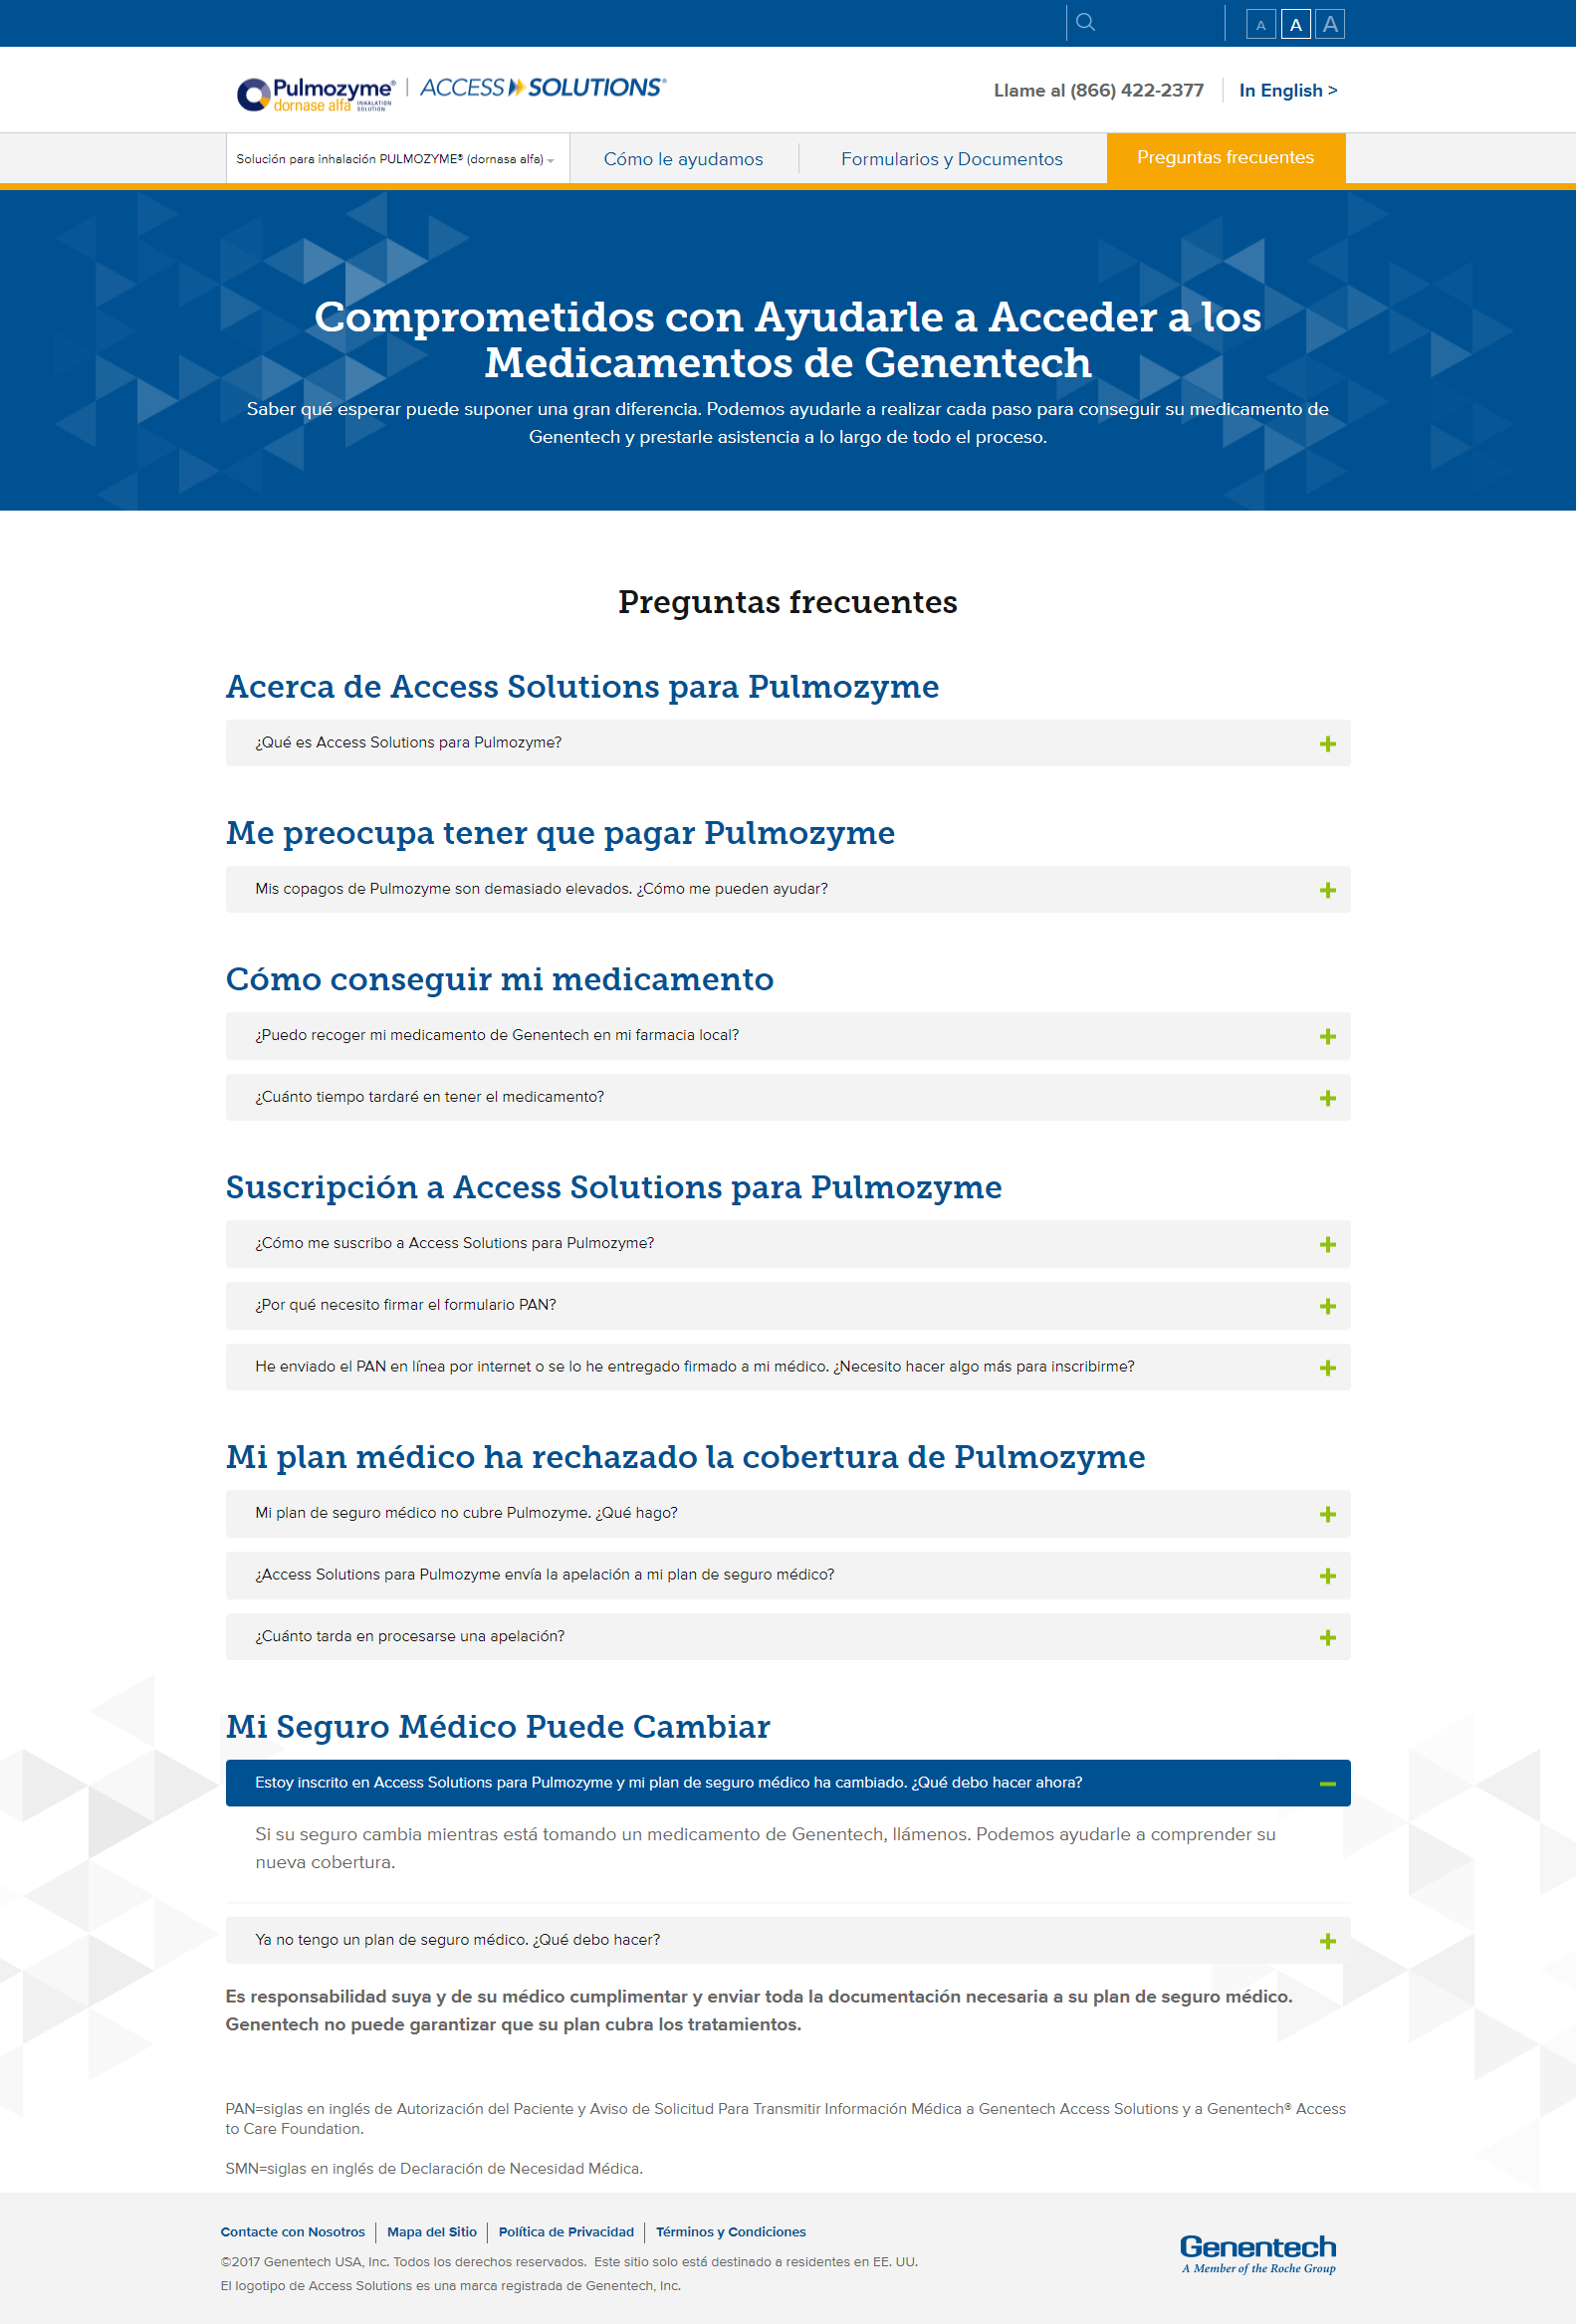 A A A
Pulmozyme®
dornase alfa INHALATION SOLUTION
ACCESS SOLUTIONS®
Llame al (866) 422-2377
In English >
Solución para inhalación PULMOZYME® (dornasa alfa)
Cómo le ayudamos
Formularios y Documentos
Preguntas frecuentes
Comprometidos con Ayudarle a Acceder a los
Medicamentos de Genentech
Saber qué esperar puede suponer una gran diferencia. Podemos ayudarle a realizar cada paso para conseguir su medicamento de
Genentech y prestarle asistencia a lo largo de todo el proceso.
Preguntas frecuentes
Acerca de Access Solutions para Pulmozyme
¿Qué es Access Solutions para Pulmozyme?
Me preocupa tener que pagar Pulmozyme
Mis copagos de Pulmozyme son demasiado elevados. ¿Cómo me pueden ayudar?
Cómo conseguir mi medicamento
¿Puedo recoger mi medicamento de Genentech en mi farmacia local?
¿Cuánto tiempo tardaré en tener el medicamento?
Suscripción a Access Solutions para Pulmozyme
¿Cómo me suscribo a Access Solutions para Pulmozyme?
¿Por qué necesito firmar el formulario PAN?
He enviado el PAN en línea por internet o se lo he entregado firmado a mi médico. ¿Necesito hacer algo más para inscribirme?
Mi plan médico ha rechazado la cobertura de Pulmozyme
Mi plan de seguro médico no cubre Pulmozyme. ¿Qué hago?
¿Access Solutions para Pulmozyme envía la apelación a mi plan de seguro médico?
¿Cuánto tarda en procesarse una apelación?
Mi Seguro Médico Puede Cambiar
Estoy inscrito en Access Solutions para Pulmozyme y mi plan de seguro médico ha cambiado. ¿Qué debo hacer ahora?
Si su seguro cambia mientras está tomando un medicamento de Genentech, llámenos. Podemos ayudarle a comprender su
nueva cobertura.
Ya no tengo un plan de seguro médico. ¿Qué debo hacer?
Es responsabilidad suya y de su médico cumplimentar y enviar toda la documentación necesaria a su plan de seguro médico.
Genentech no puede garantizar que su plan cubra los tratamientos.
PAN=siglas en inglés de Autorización del Paciente y Aviso de Solicitud Para Transmitir Información Médica a Genentech Access Solutions y a Genentech® Access
to Care Foundation.
SMN=siglas en inglés de Declaración de Necesidad Médica.
Contacte con Nosotros
Mapa del Sitio
Política de Privacidad
Términos y Condiciones
©2017 Genentech USA, Inc. Todos los derechos reservados. Este sitio solo está destinado a residentes en EE. UU.
El logotipo de Access Solutions es una marca registrada de Genentech, Inc.
Genentech
A Member of the Roche Group